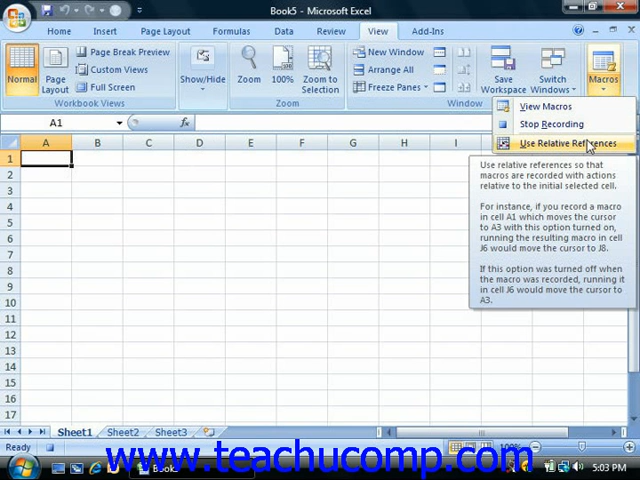 Book5 - Microsoft Excel
Home Insert Page Layout Formulas Data Review View Add-Ins
Normal
Page Layout
Page Break Preview
Custom Views
Full Screen
Workbook Views
Show/Hide
Zoom
100%
Zoom to Selection
New Window
Arrange All
Freeze Panes
Save Workspace
Switch Windows
Window
Macros
View Macros
Stop Recording
Use Relative References
A1
fx
A B C D E F G H I
1
2
3
4
5
6
7
8
9
10
11
12
13
14
15
16
17
Use relative references so that
macros are recorded with actions
relative to the initial selected cell.
For instance, if you record a macro
in cell A1 which moves the cursor
to A3 with this option turned on,
running the resulting macro in cell
J6 would move the cursor to J8.
If this option was turned off when
the macro was recorded, running it
in cell J6 would move the cursor to
A3.
Sheet1 Sheet2 Sheet3
Ready
100%
www.teachucomp.com
5:03 PM